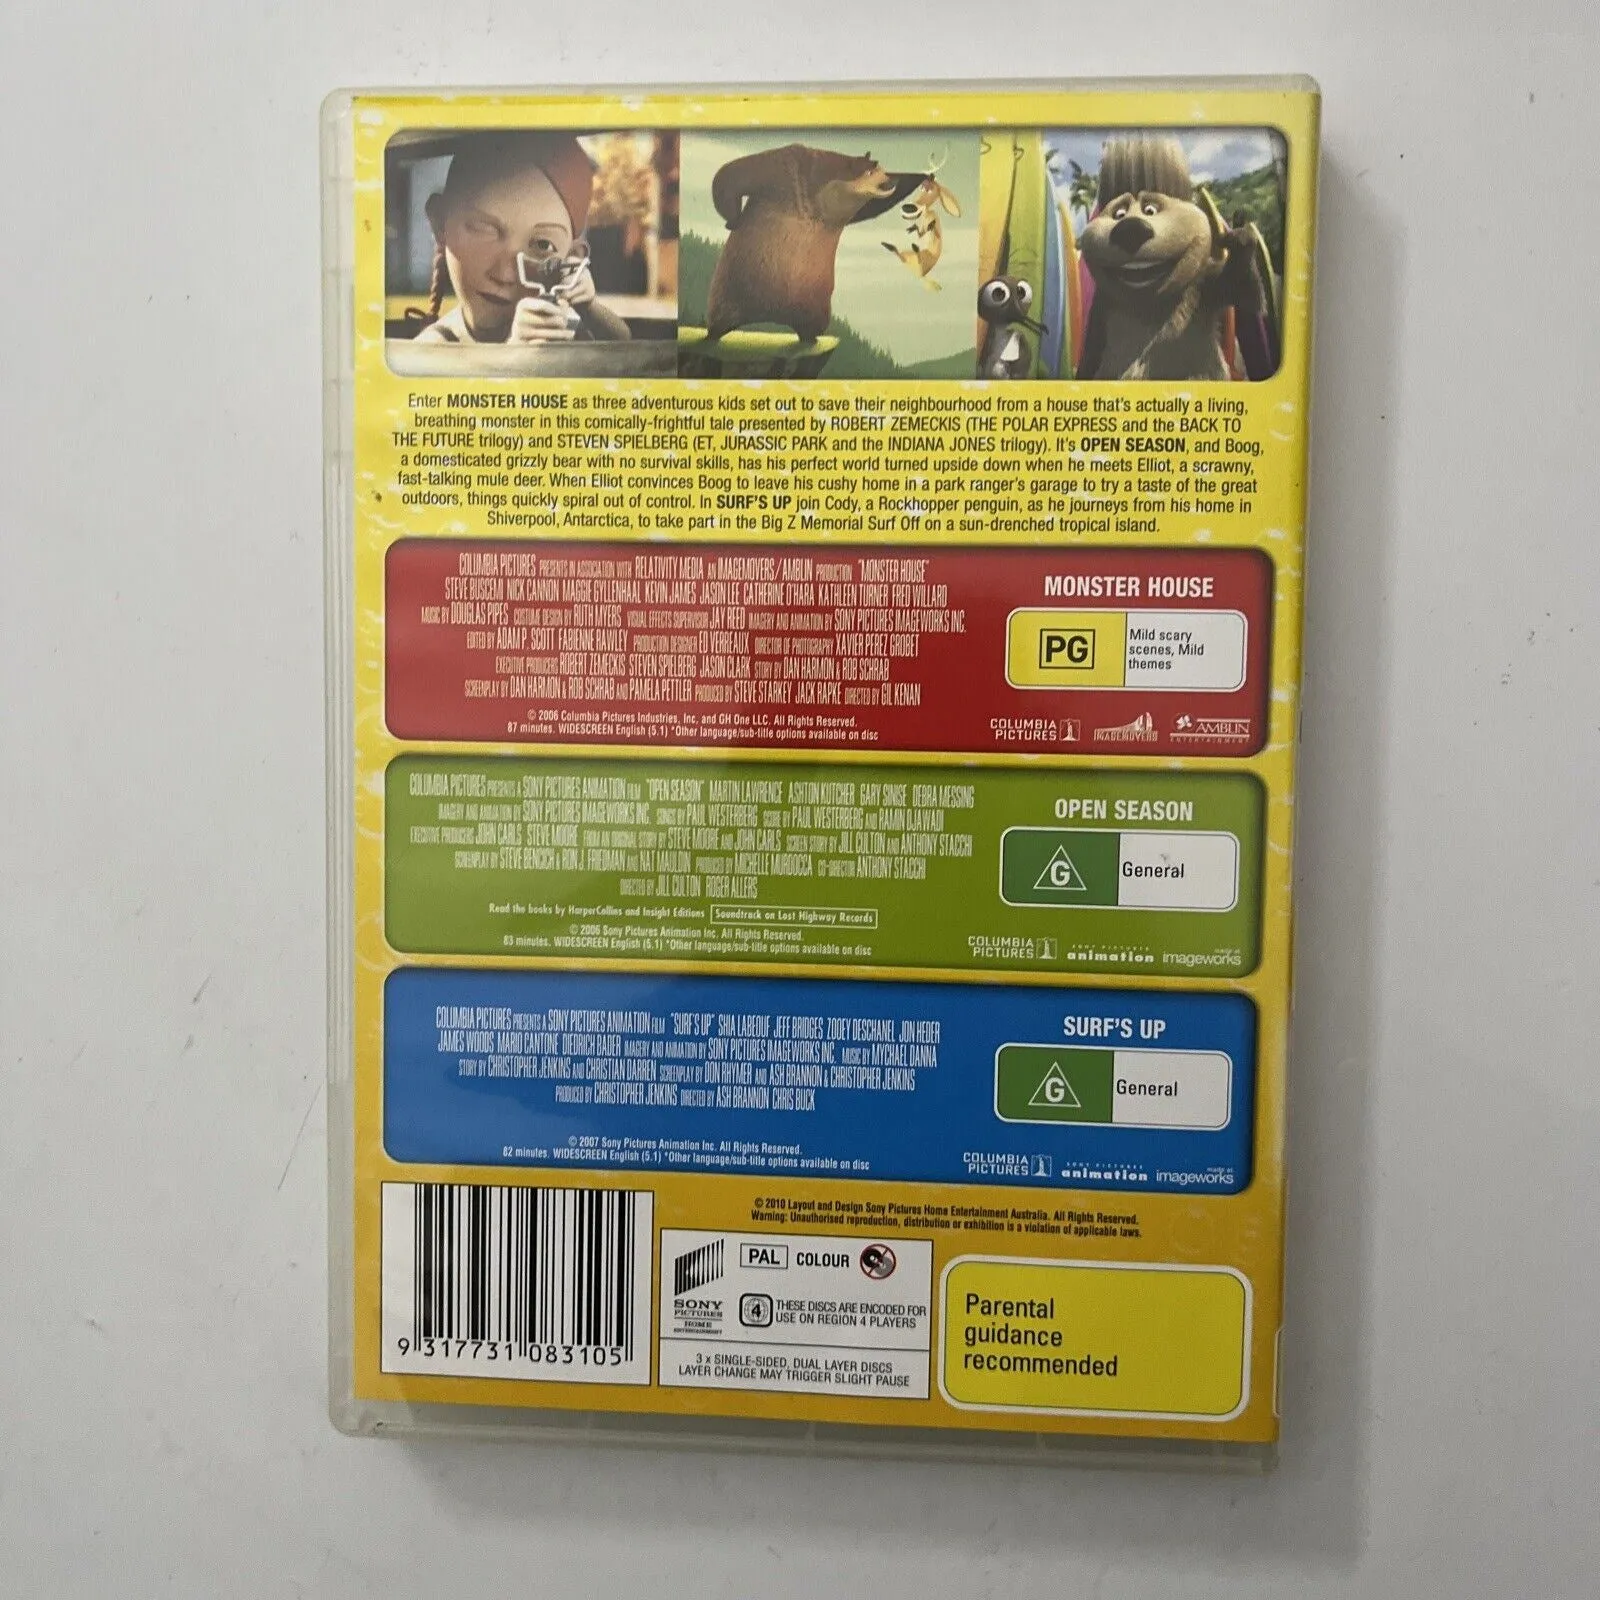 Enter MONSTER HOUSE as three adventurous kids set out to save their neighbourhood from a house that's actually a living,
breathing monster in this comically-frightful tale presented by ROBERT ZEMECKIS (THE POLAR EXPRESS and the BACK TO
THE FUTURE trilogy) and STEVEN SPIELBERG (ET, JURASSIC PARK and the INDIANA JONES trilogy). It's OPEN SEASON, and Boog,
a domesticated grizzly bear with no survival skills, has his perfect world turned upside down when he meets Elliot, a scrawny,
fast-talking mule deer. When Elliot convinces Boog to leave his cushy home in a park ranger's garage to try a taste of the great
outdoors, things quickly spiral out of control. In SURF'S UP join Cody, a Rockhopper penguin, as he journeys from his home in
Shiverpool, Antarctica, to take part in the Big Z Memorial Surf Off on a sun-drenched tropical island.
COLUMBIA PICTURES PRESENTS IN ASSOCIATION WITH RELATIVITY MEDIA AN IMAGEMOVERS/AMBLIN PRODUCTION "MONSTER HOUSE"
STEVE BUSCEMI NICK CANNON MAGGIE GYLLENHAAL KEVIN JAMES JASON LEE CATHERINE O'HARA KATHLEEN TURNER FRED WILLARD
MUSIC BY DOUGLAS PIPES COSTUME DESIGN BY RUTH MYERS VISUAL EFFECTS SUPERVISOR JAY REED IMAGERY AND ANIMATION BY SONY PICTURES IMAGEWORKS INC.
EDITED BY ADAM P. SCOTT FABIENNE RAWLEY PRODUCTION DESIGNER ED VERREAUX DIRECTOR OF PHOTOGRAPHY XAVIER PEREZ GROBET
EXECUTIVE PRODUCERS ROBERT ZEMECKIS STEVEN SPIELBERG JASON CLARK STORY BY DAN HARMON & ROB SCHRAB
SCREENPLAY BY DAN HARMON & ROB SCHRAB AND PAMELA PETTLER PRODUCED BY STEVE STARKEY JACK RAPKE DIRECTED BY GIL KENAN
© 2006 Columbia Pictures Industries, Inc. and GH One LLC. All Rights Reserved.
87 minutes. WIDESCREEN English (5.1) *Other language/sub-title options available on disc
MONSTER HOUSE
PG
Mild scary
scenes, Mild
themes
COLUMBIA
PICTURES
IMAGEMOVERS
AMBLIN
ENTERTAINMENT
COLUMBIA PICTURES PRESENTS A SONY PICTURES ANIMATION FILM "OPEN SEASON" MARTIN LAWRENCE ASHTON KUTCHER GARY SINISE DEBRA MESSING
IMAGERY AND ANIMATION BY SONY PICTURES IMAGEWORKS INC. SONGS BY PAUL WESTERBERG SCORE BY PAUL WESTERBERG AND RAMIN DJAWADI
EXECUTIVE PRODUCERS JOHN CARLS STEVE MOORE FROM AN ORIGINAL STORY BY STEVE MOORE AND JOHN CARLS SCREEN STORY BY JILL CULTON AND ANTHONY STACCHI
SCREENPLAY BY STEVE BENCICH & RON J. FRIEDMAN AND NAT MAULDIN PRODUCED BY MICHELLE MURDOCCA CO-DIRECTOR ANTHONY STACCHI
DIRECTED BY JILL CULTON ROGER ALLERS
Read the books by HarperCollins and Insight Editions Soundtrack on Lost Highway Records
© 2006 Sony Pictures Animation Inc. All Rights Reserved.
83 minutes. WIDESCREEN English (5.1) *Other language/sub-title options available on disc
OPEN SEASON
G
General
COLUMBIA
PICTURES
SONY PICTURES
animation
made at
imageworks
COLUMBIA PICTURES PRESENTS A SONY PICTURES ANIMATION FILM "SURF'S UP" SHIA LABEOUF JEFF BRIDGES ZOOEY DESCHANEL JON HEDER
JAMES WOODS MARIO CANTONE DIEDRICH BADER IMAGERY AND ANIMATION BY SONY PICTURES IMAGEWORKS INC. MUSIC BY MYCHAEL DANNA
STORY BY CHRISTOPHER JENKINS AND CHRISTIAN DARREN SCREENPLAY BY DON RHYMER AND ASH BRANNON & CHRISTOPHER JENKINS
PRODUCED BY CHRISTOPHER JENKINS DIRECTED BY ASH BRANNON CHRIS BUCK
© 2007 Sony Pictures Animation Inc. All Rights Reserved.
82 minutes. WIDESCREEN English (5.1) *Other language/sub-title options available on disc
SURF'S UP
G
General
COLUMBIA
PICTURES
SONY PICTURES
animation
made at
imageworks
© 2010 Layout and Design Sony Pictures Home Entertainment Australia. All Rights Reserved.
Warning: Unauthorised reproduction, distribution or exhibition is a violation of applicable laws.
9 317731 083105
SONY
PICTURES
HOME
ENTERTAINMENT
PAL COLOUR
4 THESE DISCS ARE ENCODED FOR
USE ON REGION 4 PLAYERS
3 x SINGLE-SIDED, DUAL LAYER DISCS
LAYER CHANGE MAY TRIGGER SLIGHT PAUSE
Parental
guidance
recommended